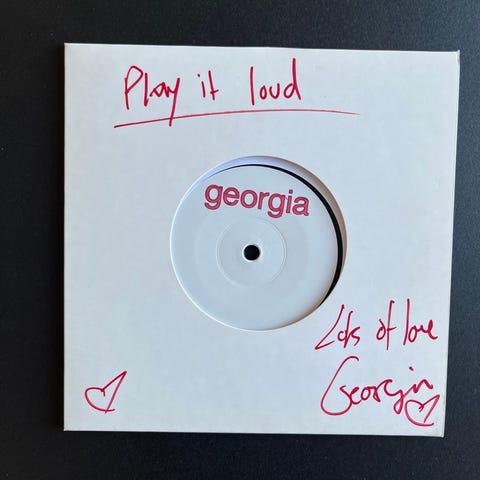 Play it loud
georgia
Lots of love
Georgia